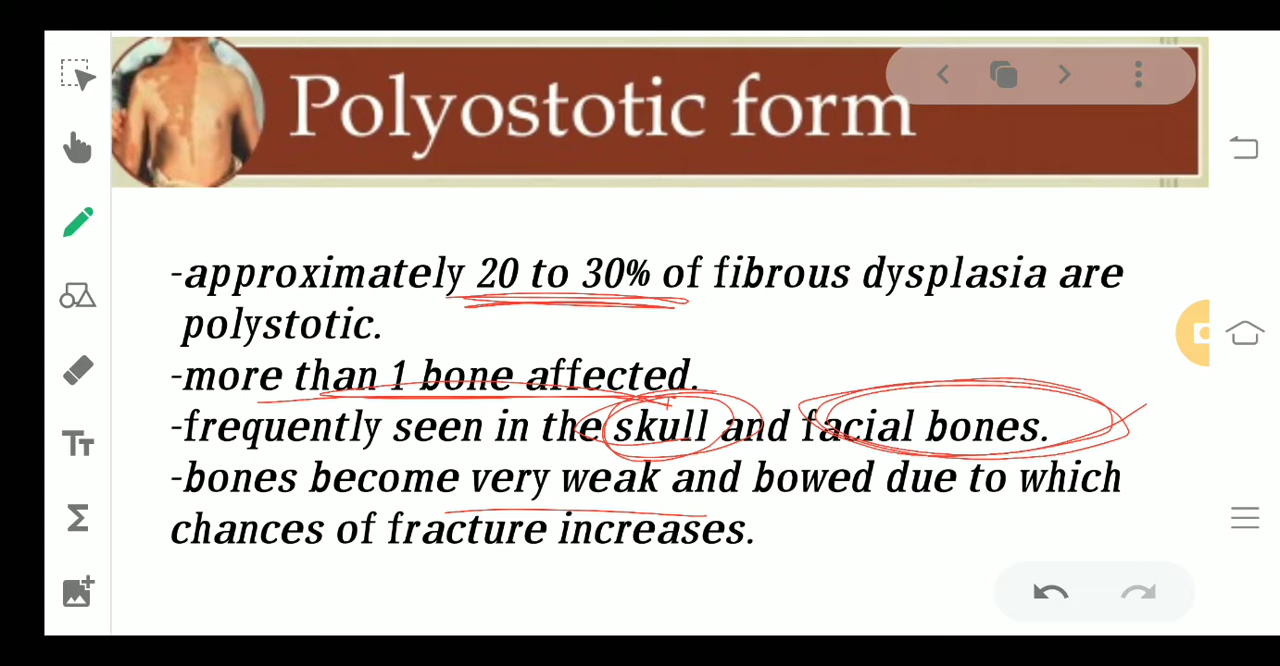 Polyostotic form
-approximately 20 to 30% of fibrous dysplasia are
polystotic.
-more than 1 bone affected.
-frequently seen in the skull and facial bones.
-bones become very weak and bowed due to which
chances of fracture increases.